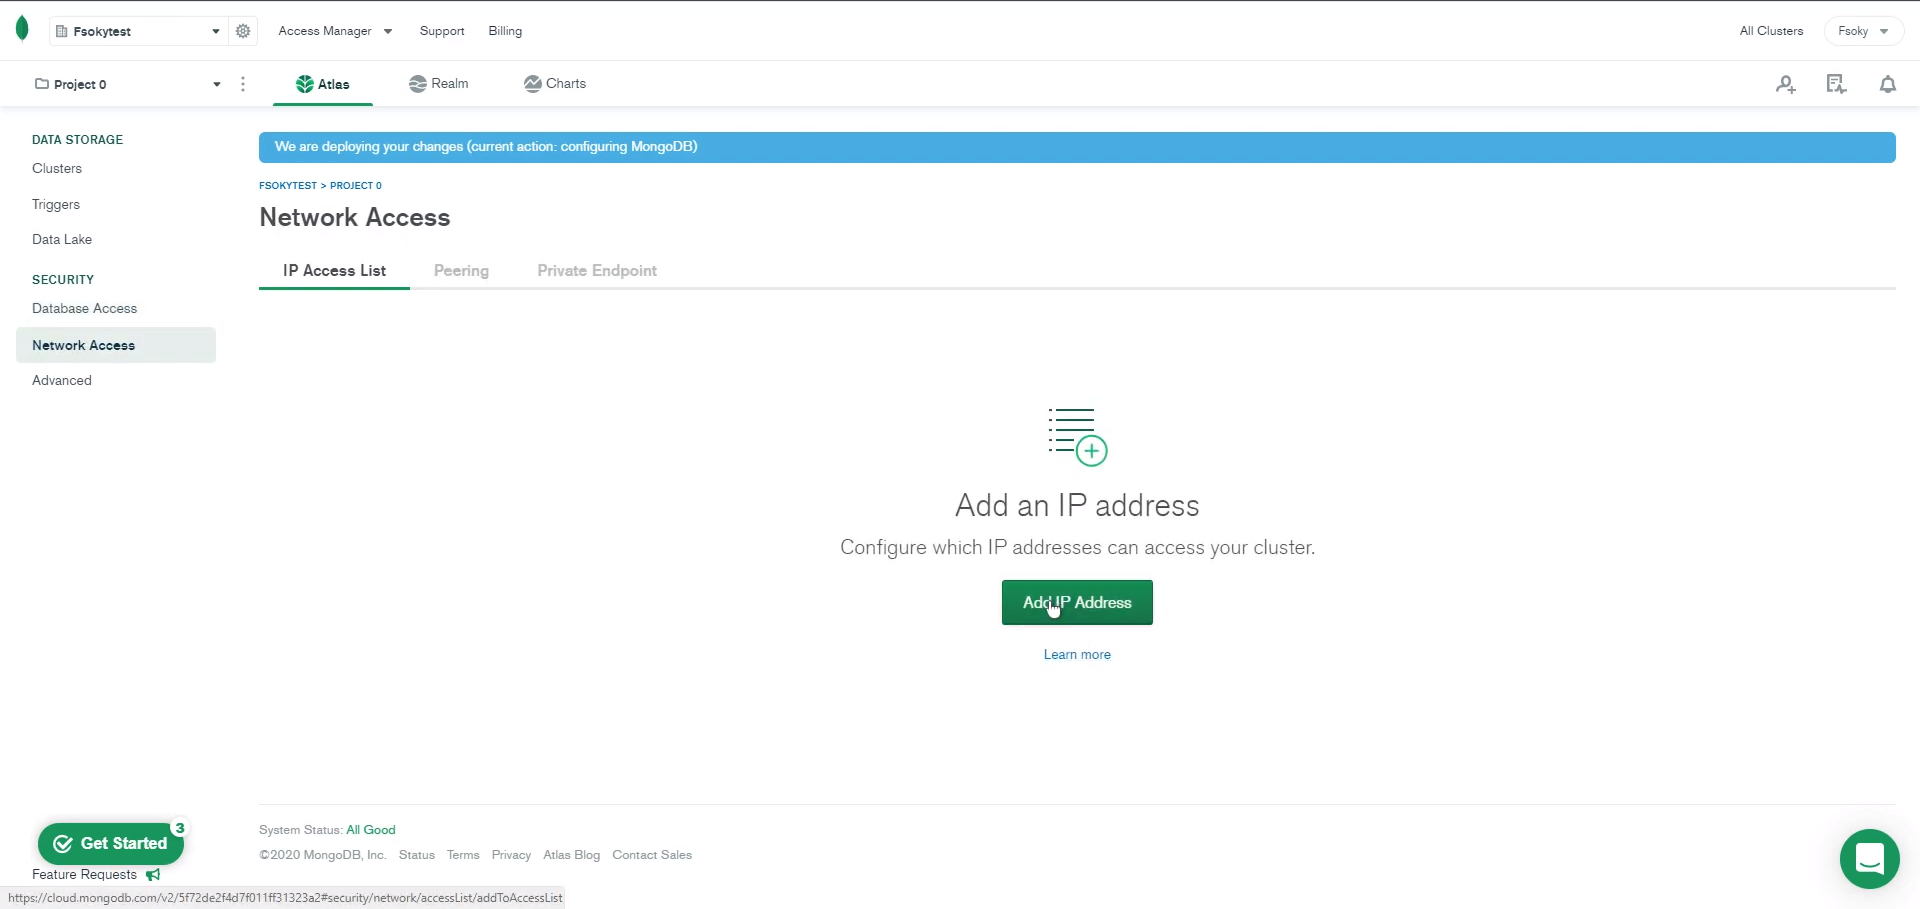 Fsokytest
Access Manager
Support
Billing
All Clusters
Fsoky
Project 0
Atlas
Realm
Charts
DATA STORAGE
Clusters
Triggers
Data Lake
SECURITY
Database Access
Network Access
Advanced
We are deploying your changes (current action: configuring MongoDB)
FSOKYTEST > PROJECT 0
Network Access
IP Access List
Peering
Private Endpoint
Add an IP address
Configure which IP addresses can access your cluster.
Add IP Address
Learn more
System Status: All Good
©2020 MongoDB, Inc. Status Terms Privacy Atlas Blog Contact Sales
Get Started
3
Feature Requests
https://cloud.mongodb.com/v2/5f72de2f4d7f011ff31323a2#security/network/accessList/addToAccessList